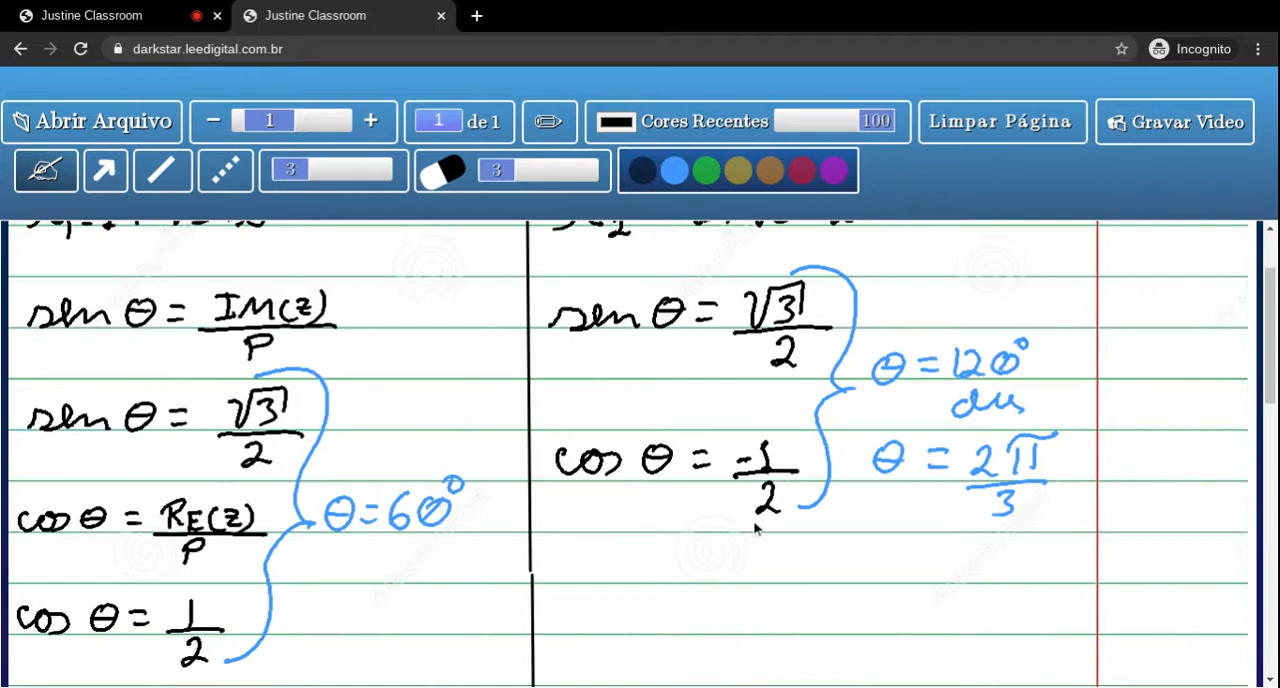 Justine Classroom
Justine Classroom
darkstar.leedigital.com.br
Incognito
Abrir Arquivo
− 1 +
1 de 1
Cores Recentes 100
Limpar Página
Gravar Video
3
3
sen θ = IM(z)/P
sen θ = √3/2
cos θ = RE(z)/P
cos θ = 1/2
θ = 60°
sen θ = √3/2
cos θ = -1/2
θ = 120°
θ = 2π/3